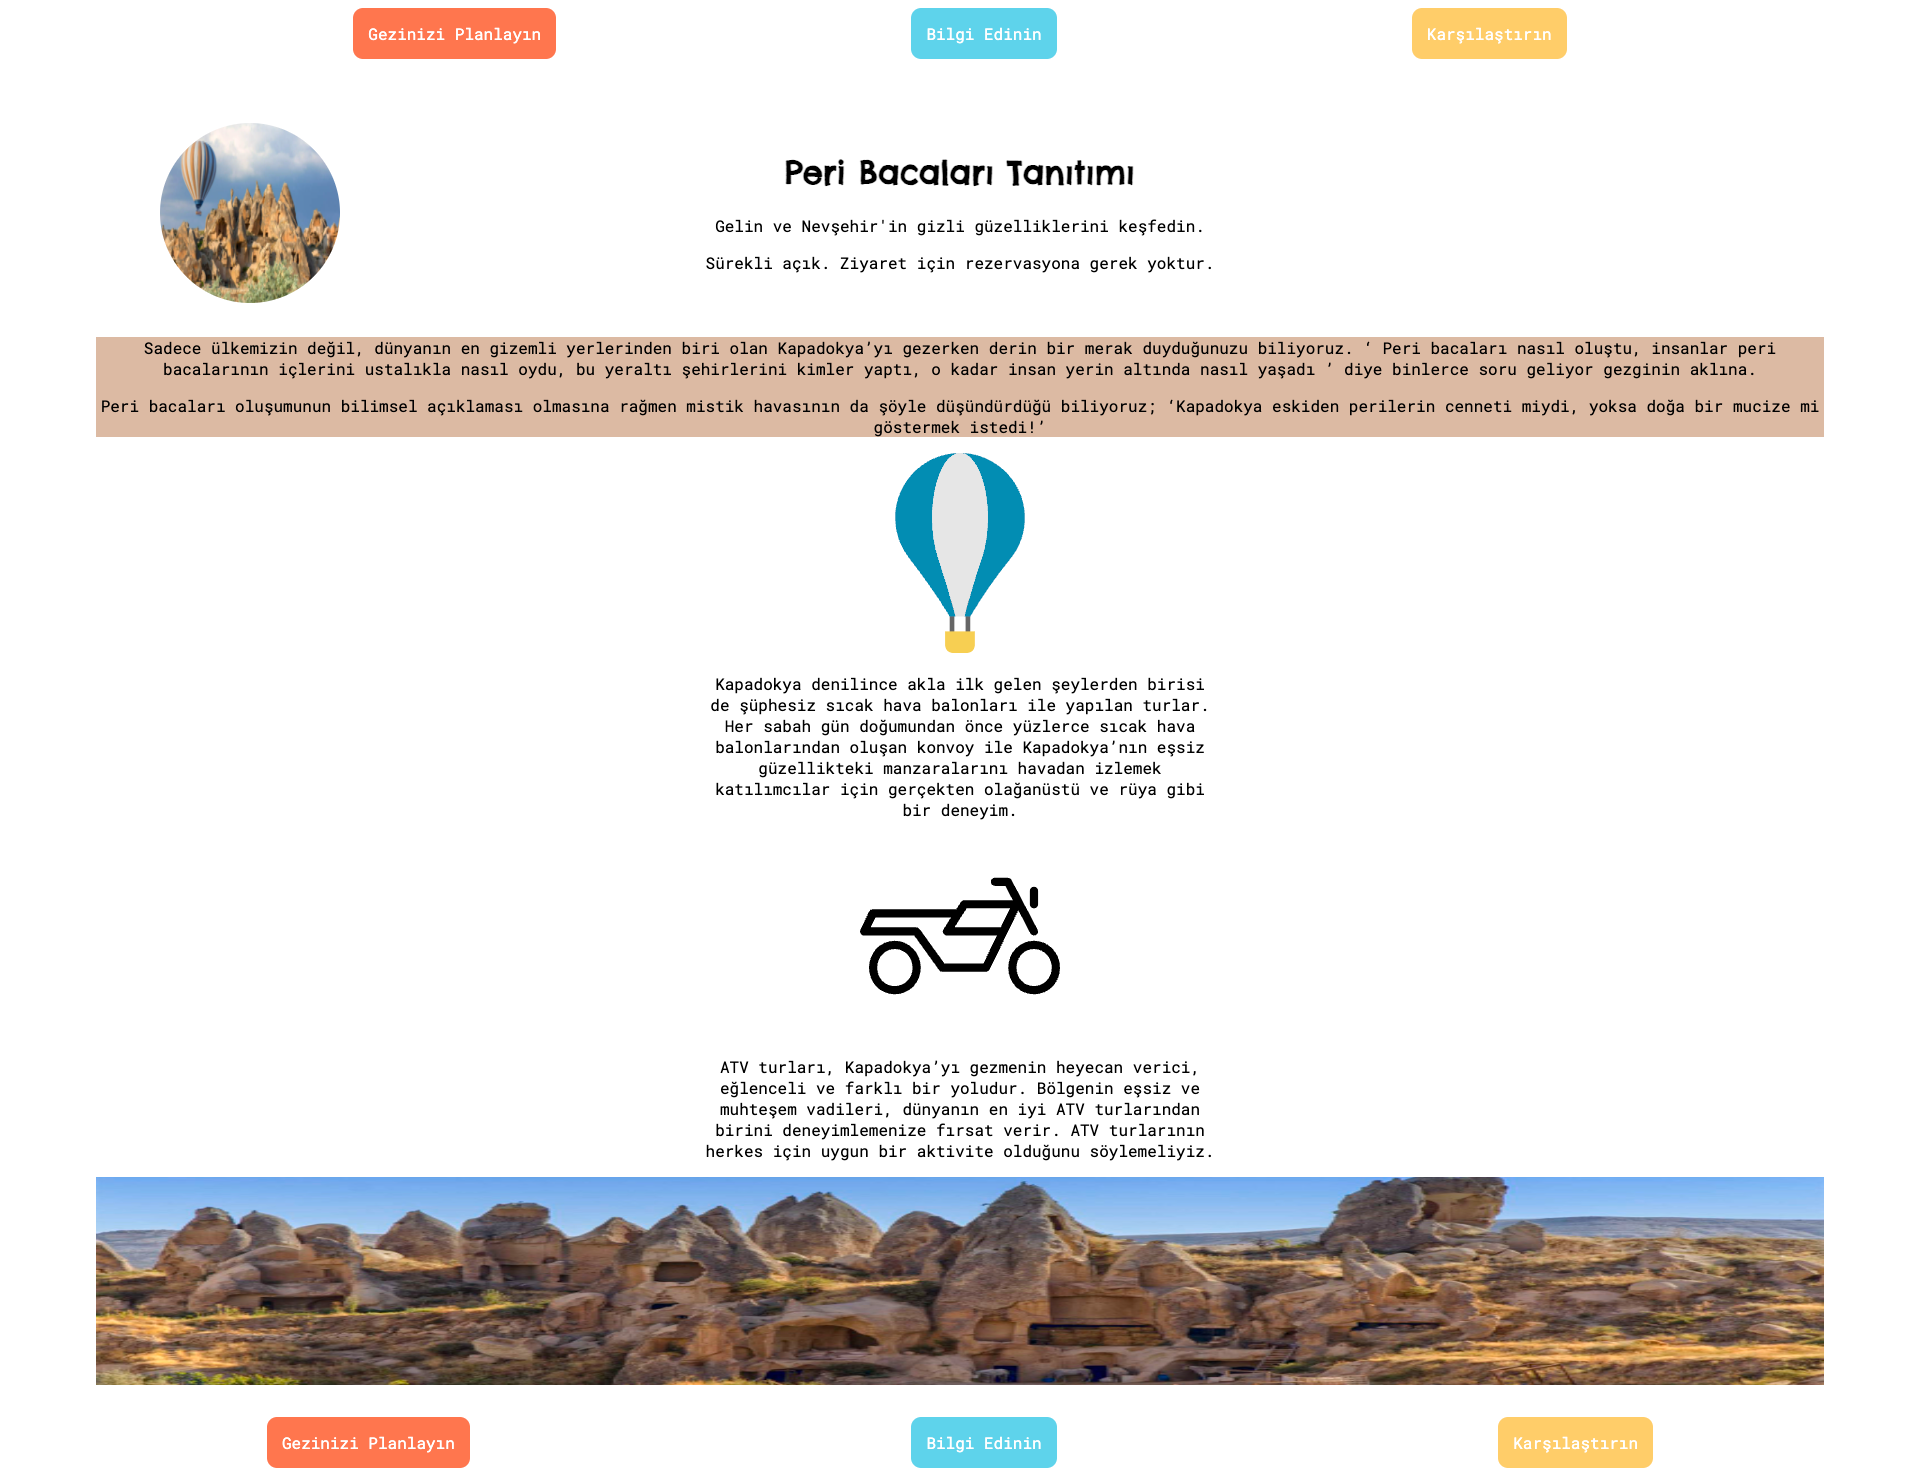 Gezinizi Planlayın
Bilgi Edinin
Karşılaştırın
Peri Bacaları Tanıtımı
Gelin ve Nevşehir'in gizli güzelliklerini keşfedin.
Sürekli açık. Ziyaret için rezervasyona gerek yoktur.
Sadece ülkemizin değil, dünyanın en gizemli yerlerinden biri olan Kapadokya’yı gezerken derin bir merak duyduğunuzu biliyoruz. ‘ Peri bacaları nasıl oluştu, insanlar peri
bacalarının içlerini ustalıkla nasıl oydu, bu yeraltı şehirlerini kimler yaptı, o kadar insan yerin altında nasıl yaşadı ’ diye binlerce soru geliyor gezginin aklına.
Peri bacaları oluşumunun bilimsel açıklaması olmasına rağmen mistik havasının da şöyle düşündürdüğü biliyoruz; ‘Kapadokya eskiden perilerin cenneti miydi, yoksa doğa bir mucize mi
göstermek istedi!’
Kapadokya denilince akla ilk gelen şeylerden birisi
de şüphesiz sıcak hava balonları ile yapılan turlar.
Her sabah gün doğumundan önce yüzlerce sıcak hava
balonlarından oluşan konvoy ile Kapadokya’nın eşsiz
güzellikteki manzaralarını havadan izlemek
katılımcılar için gerçekten olağanüstü ve rüya gibi
bir deneyim.
ATV turları, Kapadokya’yı gezmenin heyecan verici,
eğlenceli ve farklı bir yoludur. Bölgenin eşsiz ve
muhteşem vadileri, dünyanın en iyi ATV turlarından
birini deneyimlemenize fırsat verir. ATV turlarının
herkes için uygun bir aktivite olduğunu söylemeliyiz.
Gezinizi Planlayın
Bilgi Edinin
Karşılaştırın